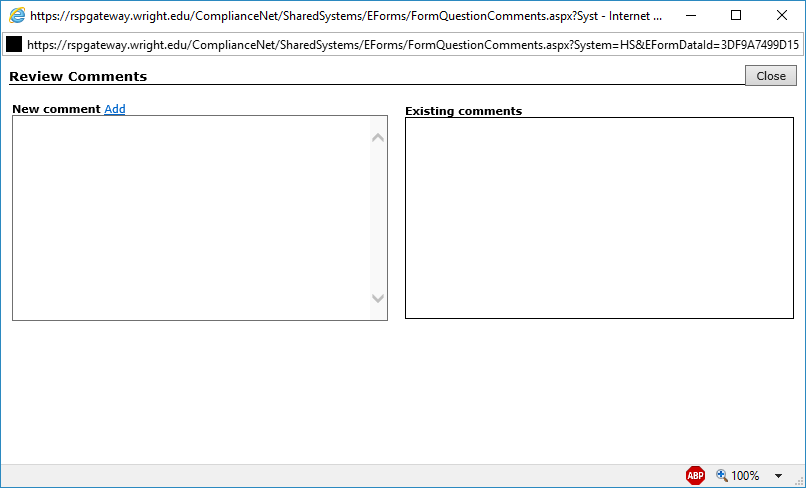 https://rspgateway.wright.edu/ComplianceNet/SharedSystems/EForms/FormQuestionComments.aspx?Syst - Internet ...
https://rspgateway.wright.edu/ComplianceNet/SharedSystems/EForms/FormQuestionComments.aspx?System=HS&EFormDataId=3DF9A7499D15
Review Comments
Close
New comment Add
Existing comments
ABP
100%